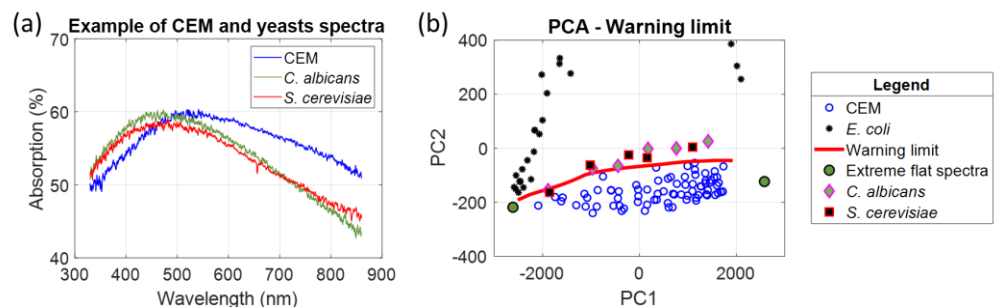 (a)
Example of CEM and yeasts spectra
70
60
50
40
Absorption (%)
300 400 500 600 700 800 900
Wavelength (nm)
CEM
C. albicans
S. cerevisiae
(b)
PCA - Warning limit
400
200
0
-200
-400
PC2
-2000 0 2000
PC1
Legend
CEM
E. coli
Warning limit
Extreme flat spectra
C. albicans
S. cerevisiae